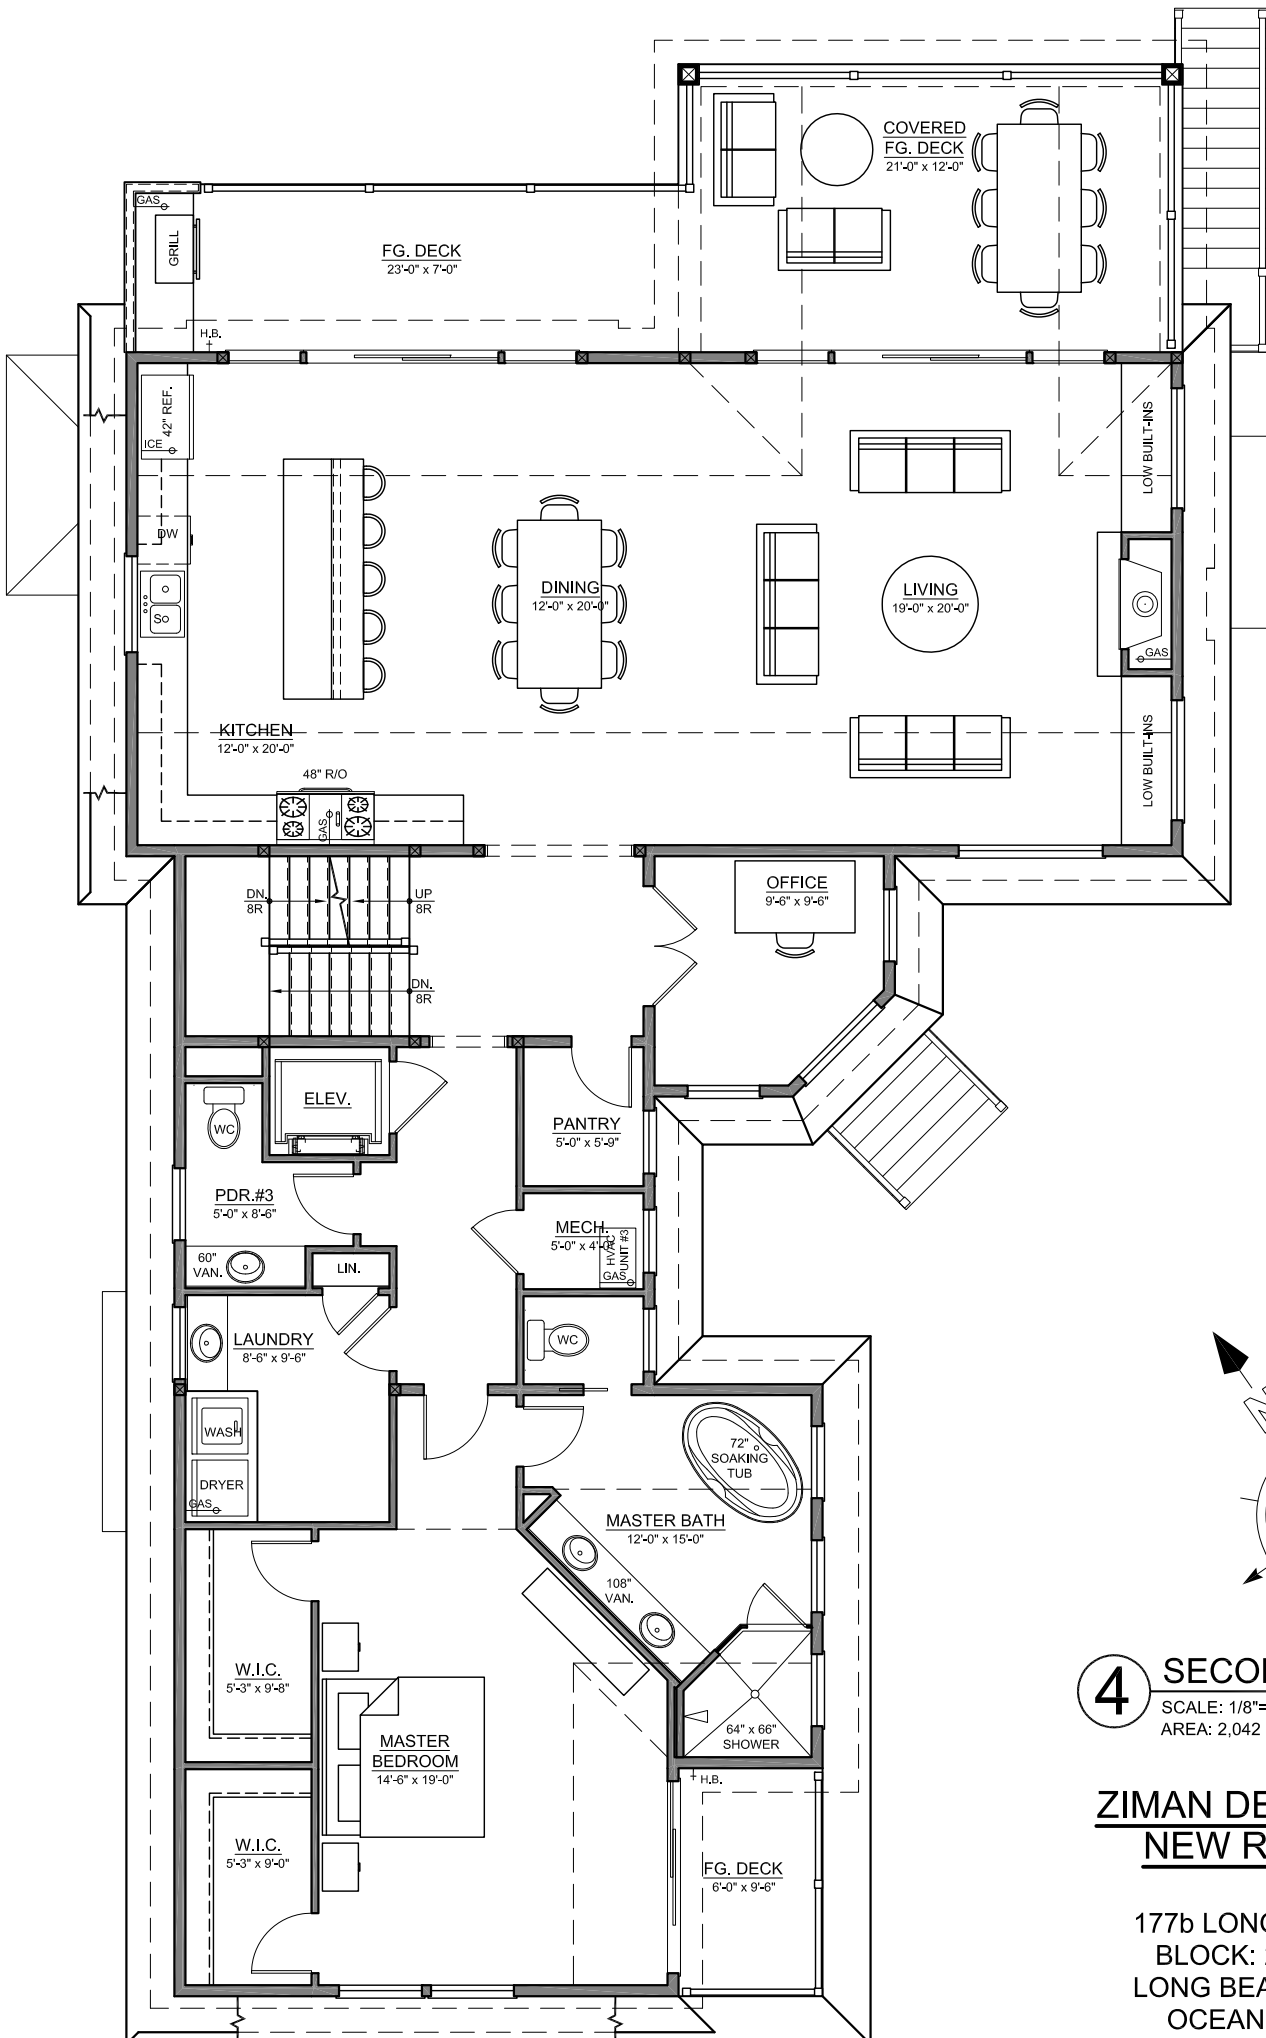 COVERED
FG. DECK
21'-0" x 12'-0"
GAS
GRILL
FG. DECK
23'-0" x 7'-0"
H.B.
42" REF.
ICE
DW
LOW BUILT-INS
DINING
12'-0" x 20'-0"
LIVING
19'-0" x 20'-0"
GAS
KITCHEN
12'-0" x 20'-0"
LOW BUILT-INS
48" R/O
GAS
DN.
8R
UP
8R
OFFICE
9'-6" x 9'-6"
DN.
8R
ELEV.
WC
PANTRY
5'-0" x 5'-9"
PDR.#3
5'-0" x 8'-6"
MECH.
5'-0" x 4'-0"
HVAC
UNIT #3
GAS
60"
VAN.
LIN.
LAUNDRY
8'-6" x 9'-6"
WC
WASH
DRYER
GAS
72"
SOAKING
TUB
MASTER BATH
12'-0" x 15'-0"
108"
VAN.
W.I.C.
5'-3" x 9'-8"
64" x 66"
SHOWER
MASTER
BEDROOM
14'-6" x 19'-0"
H.B.
W.I.C.
5'-3" x 9'-0"
FG. DECK
6'-0" x 9'-6"
4
SCALE: 1/8"=
AREA: 2,042
ZIMAN
NEW
177b
BLOCK:
LONG
OCEAN